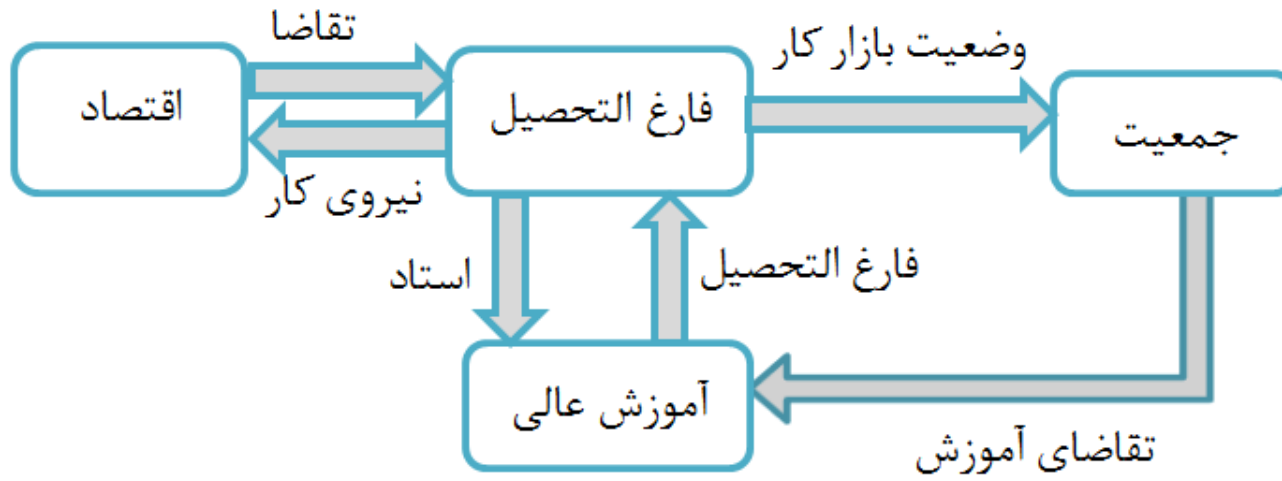 تقاضا
وضعیت بازار کار
اقتصاد
فارغ التحصیل
جمعیت
نیروی کار
استاد
فارغ التحصیل
آموزش عالی
تقاضای آموزش